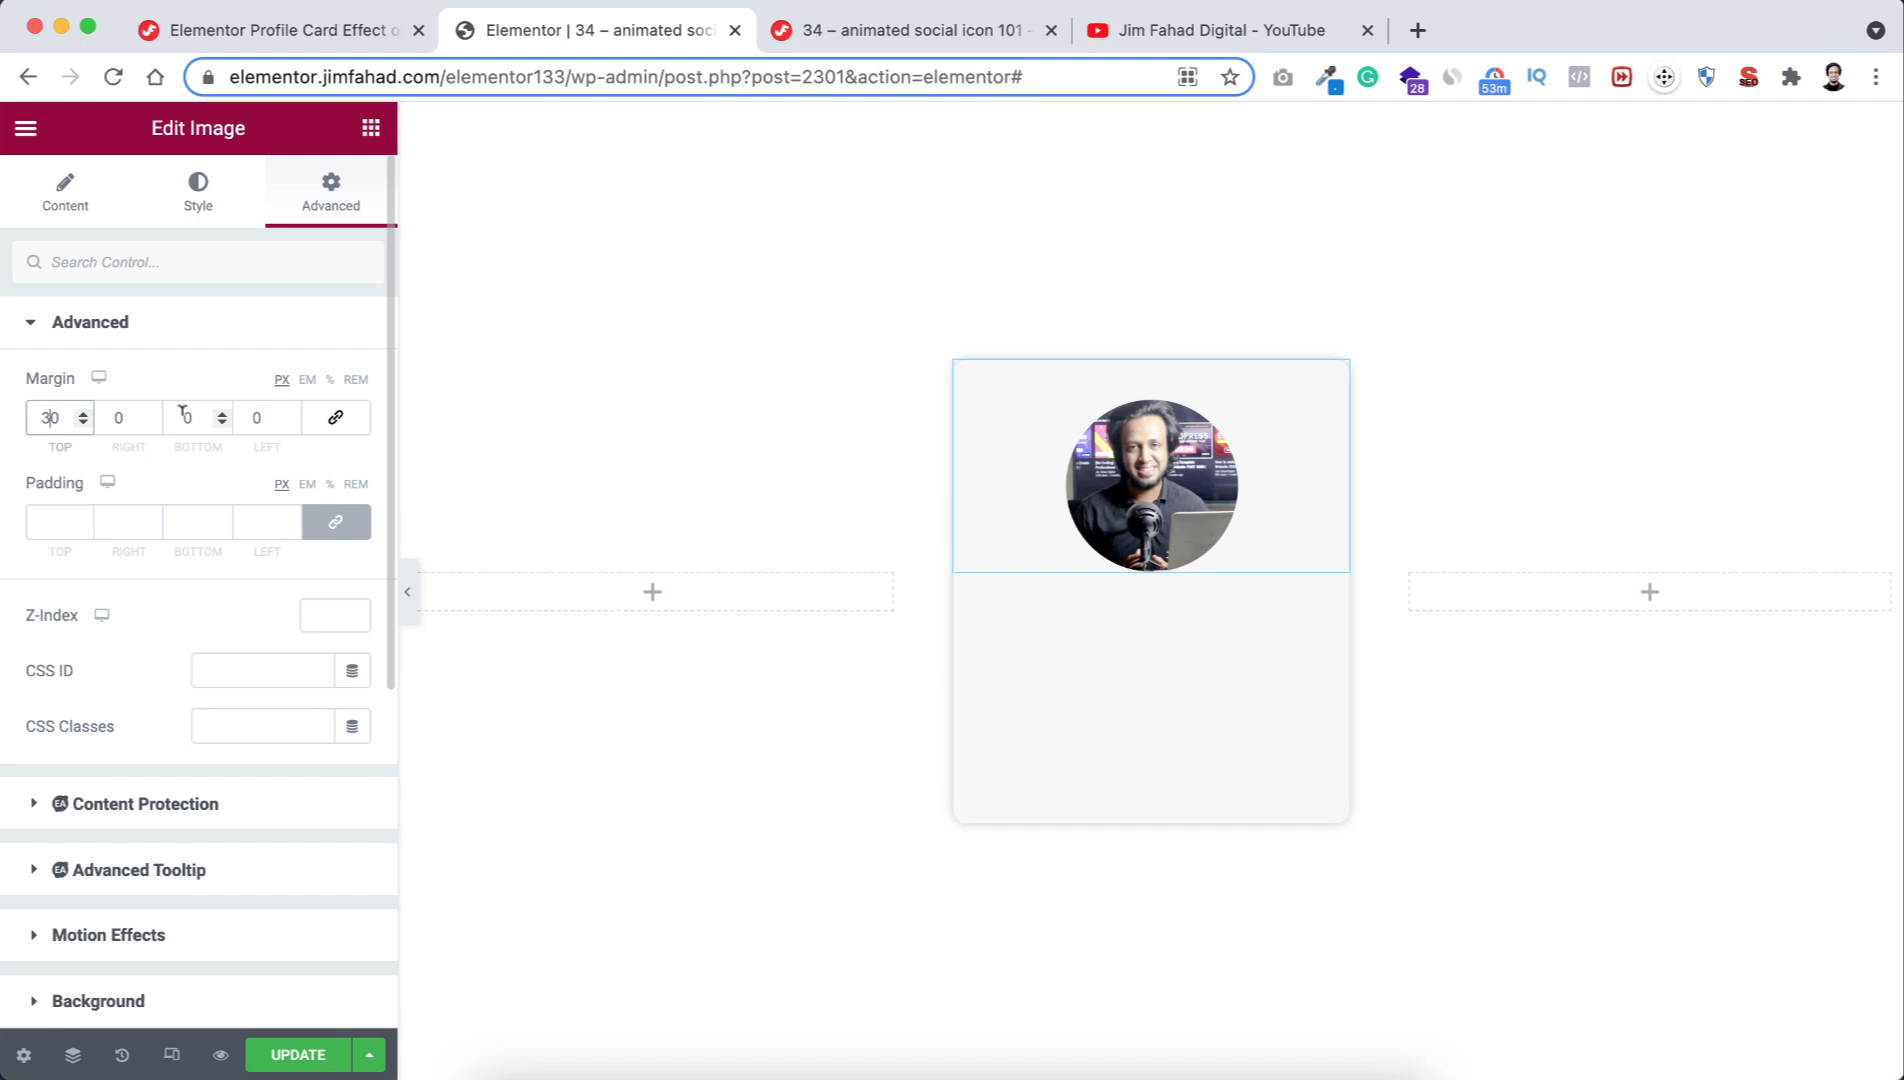 Elementor Profile Card Effect o
Elementor | 34 – animated soci
34 – animated social icon 101 –
Jim Fahad Digital - YouTube
elementor.jimfahad.com/elementor133/wp-admin/post.php?post=2301&action=elementor#
28
53m
IQ
SEO
Edit Image
Content
Style
Advanced
Search Control...
Advanced
Margin
PX EM % REM
30 0 0 0
TOP RIGHT BOTTOM LEFT
Padding
PX EM % REM
TOP RIGHT BOTTOM LEFT
Z-Index
CSS ID
CSS Classes
EA Content Protection
EA Advanced Tooltip
Motion Effects
Background
UPDATE